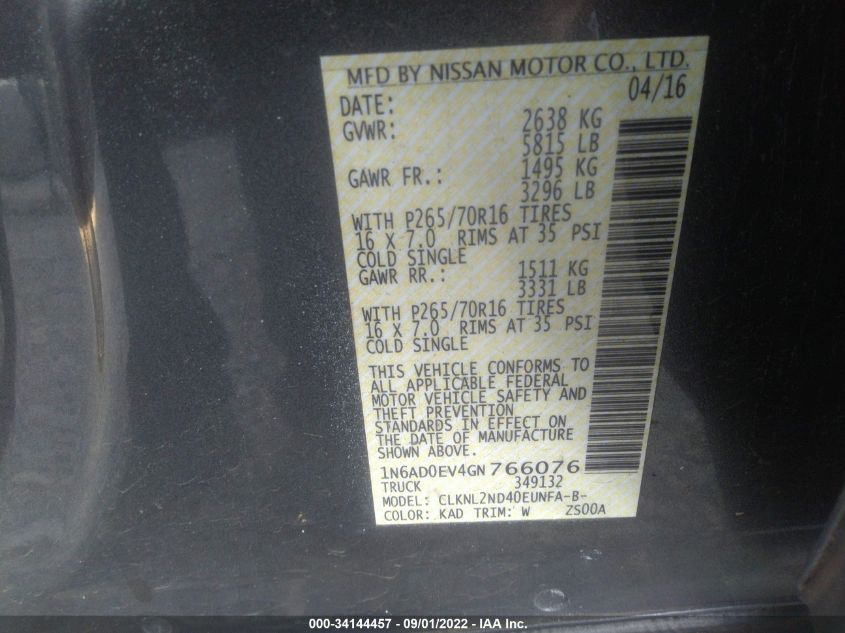 MFD BY NISSAN MOTOR CO., LTD.
DATE: 04/16
GVWR: 2638 KG
5815 LB
GAWR FR.: 1495 KG
3296 LB
WITH P265/70R16 TIRES
16 X 7.0 RIMS AT 35 PSI
COLD SINGLE
GAWR RR.: 1511 KG
3331 LB
WITH P265/70R16 TIRES
16 X 7.0 RIMS AT 35 PSI
COLD SINGLE
THIS VEHICLE CONFORMS TO
ALL APPLICABLE FEDERAL
MOTOR VEHICLE SAFETY AND
THEFT PREVENTION
STANDARDS IN EFFECT ON
THE DATE OF MANUFACTURE
SHOWN ABOVE.
1N6AD0EV4GN766076
TRUCK 349132
MODEL: CLKNL2ND40EUNFA-B-
COLOR: KAD TRIM: W ZS00A
000-34144457 - 09/01/2022 - IAA Inc.